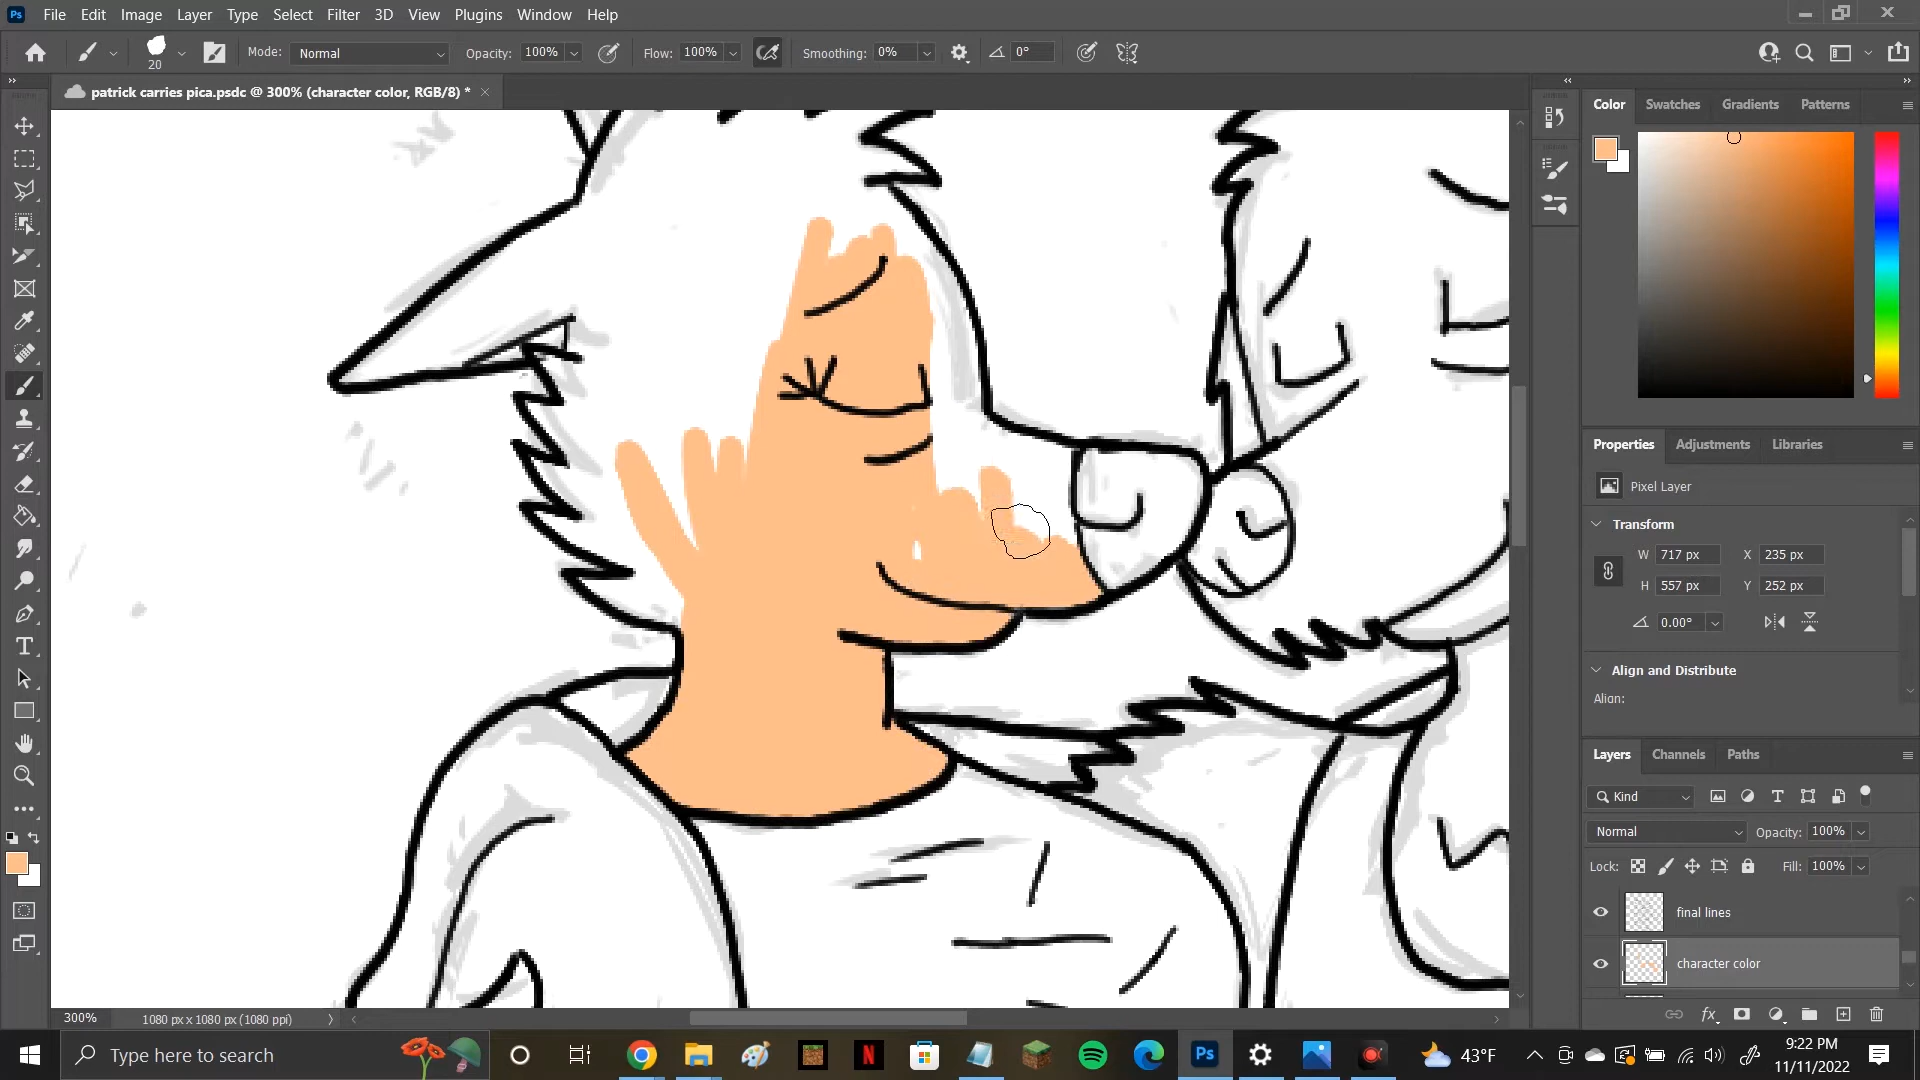 Ps File Edit Image Layer Type Select Filter 3D View Plugins Window Help
20 Mode: Normal Opacity: 100% Flow: 100% Smoothing: 0% 0°
patrick carries pica.psdc @ 300% (character color, RGB/8) *
Color Swatches Gradients Patterns
Properties Adjustments Libraries
Pixel Layer
Transform
W 717 px X 235 px
H 557 px Y 252 px
0.00°
Align and Distribute
Align:
Layers Channels Paths
Kind
Normal Opacity: 100%
Lock: Fill: 100%
final lines
character color
300% 1080 px x 1080 px (1080 ppi)
Type here to search
N Ps 43°F 9:22 PM
11/11/2022